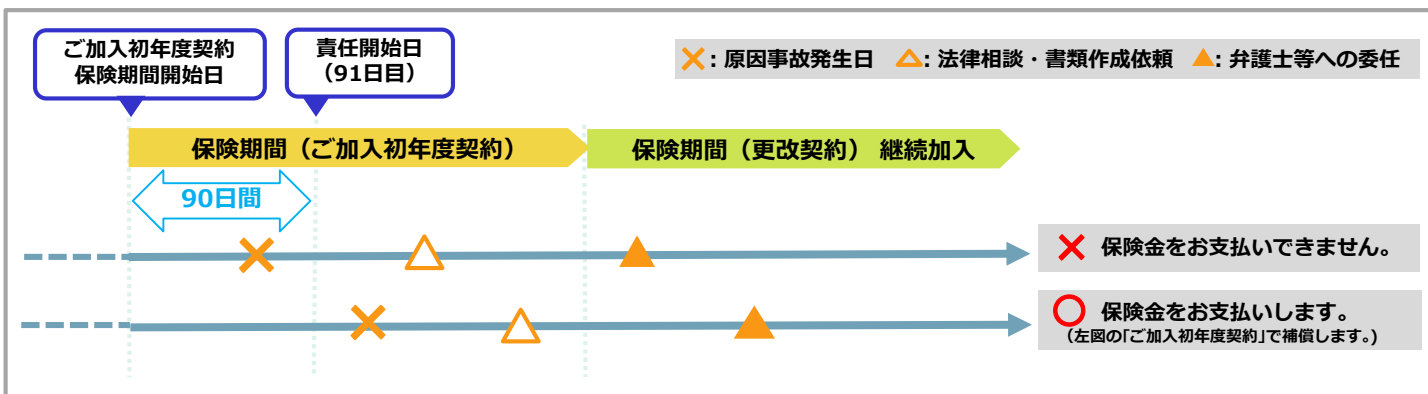 ご加入初年度契約
保険期間開始日
責任開始日
（91日目）
✕：原因事故発生日 △：法律相談・書類作成依頼 ▲：弁護士等への委任
保険期間（ご加入初年度契約）
保険期間（更改契約） 継続加入
90日間
✕ 保険金をお支払いできません。
〇 保険金をお支払いします。
（左図の｢ご加入初年度契約｣で補償します。)